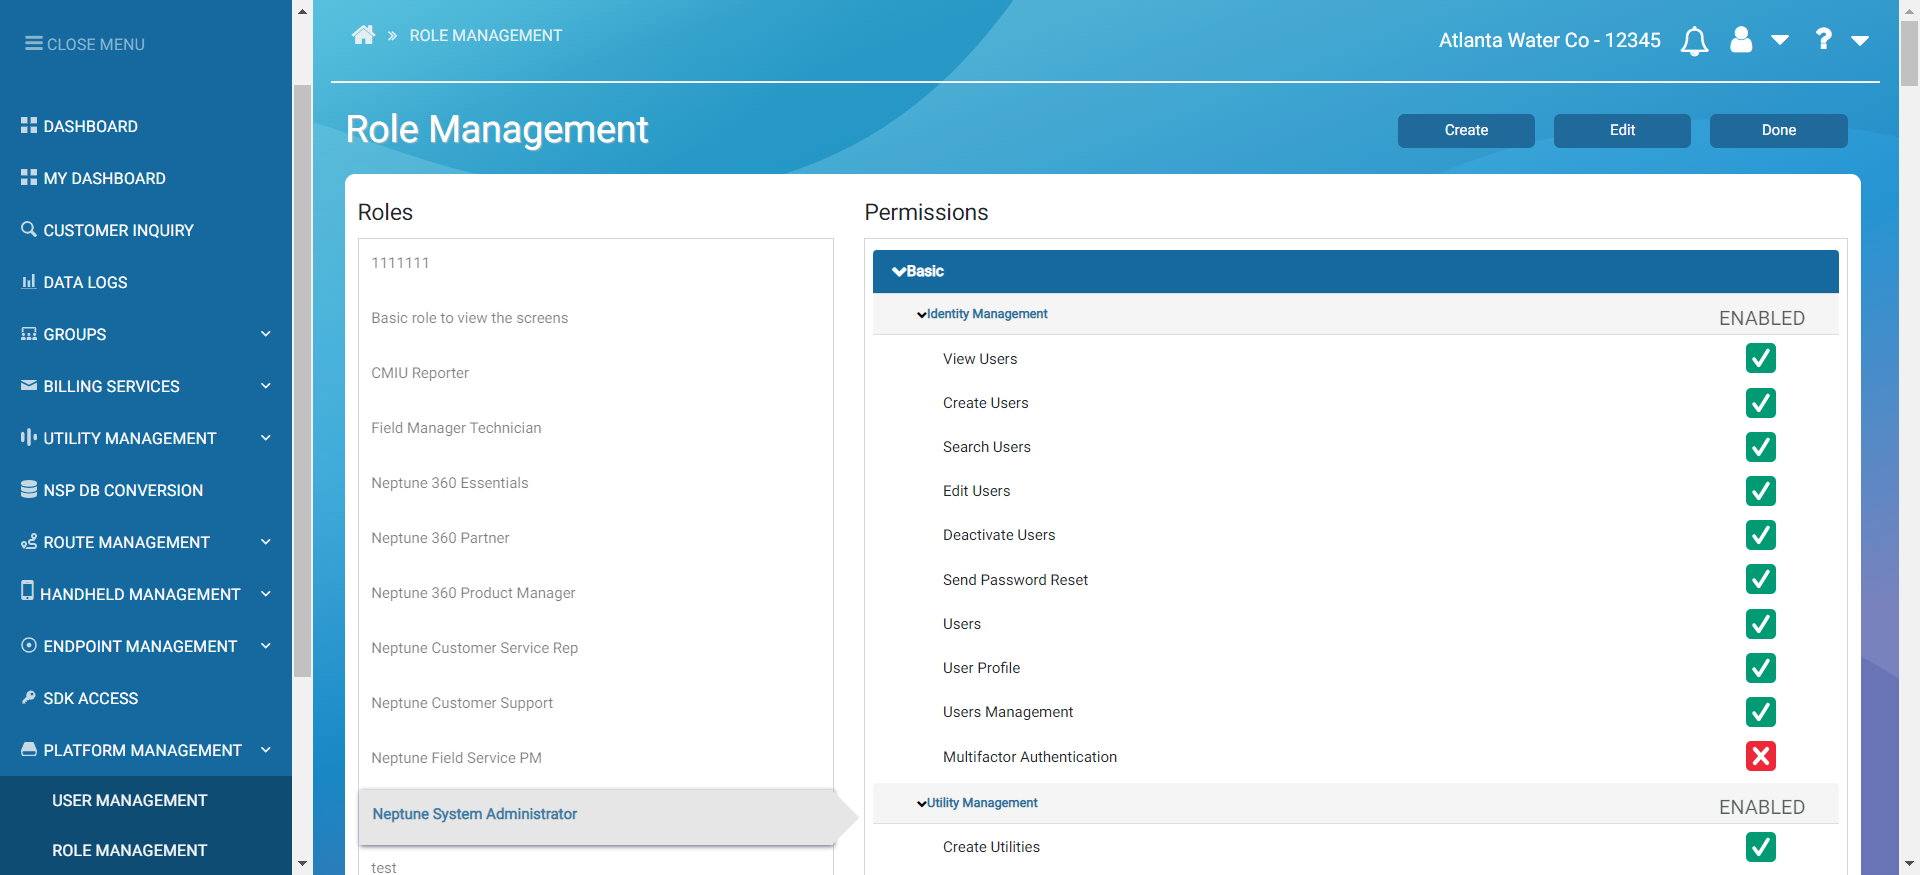 CLOSE MENU
DASHBOARD
MY DASHBOARD
CUSTOMER INQUIRY
DATA LOGS
GROUPS
BILLING SERVICES
UTILITY MANAGEMENT
NSP DB CONVERSION
ROUTE MANAGEMENT
HANDHELD MANAGEMENT
ENDPOINT MANAGEMENT
SDK ACCESS
PLATFORM MANAGEMENT
USER MANAGEMENT
ROLE MANAGEMENT
» ROLE MANAGEMENT
Atlanta Water Co - 12345
?
Role Management
Create
Edit
Done
Roles
1111111
Basic role to view the screens
CMIU Reporter
Field Manager Technician
Neptune 360 Essentials
Neptune 360 Partner
Neptune 360 Product Manager
Neptune Customer Service Rep
Neptune Customer Support
Neptune Field Service PM
Neptune System Administrator
test
Permissions
Basic
Identity Management ENABLED
View Users
Create Users
Search Users
Edit Users
Deactivate Users
Send Password Reset
Users
User Profile
Users Management
Multifactor Authentication
Utility Management ENABLED
Create Utilities